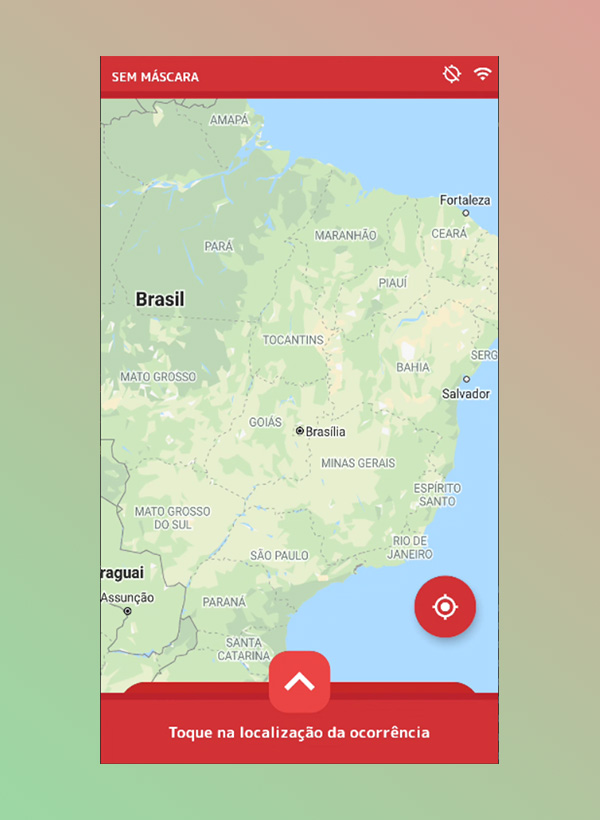 SEM MÁSCARA
AMAPÁ
Fortaleza
MARANHÃO
CEARÁ
PARÁ
PIAUÍ
Brasil
TOCANTINS
SERG
BAHIA
MATO GROSSO
Salvador
GOIÁS
Brasília
MINAS GERAIS
ESPÍRITO
SANTO
MATO GROSSO
DO SUL
RIO DE
JANEIRO
SÃO PAULO
raguai
Assunção
PARANÁ
SANTA
CATARINA
Toque na localização da ocorrência